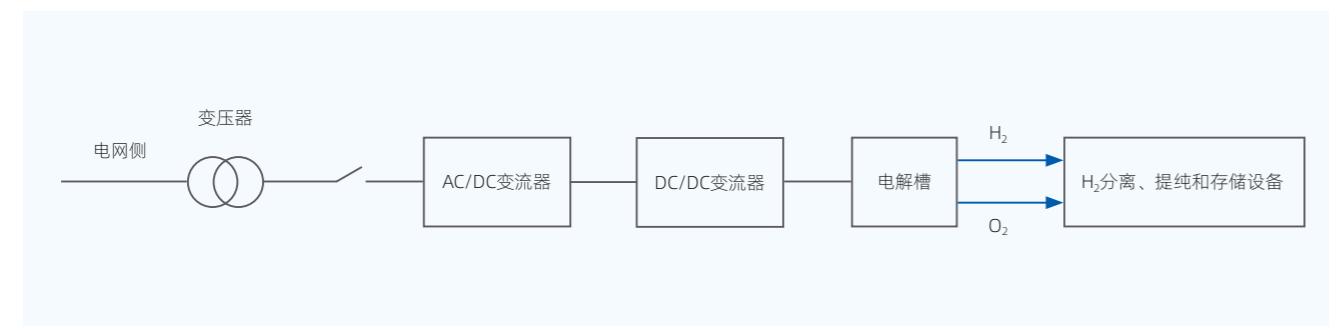 变压器
电网侧
AC/DC变流器
DC/DC变流器
电解槽
H₂
O₂
H₂分离、提纯和存储设备